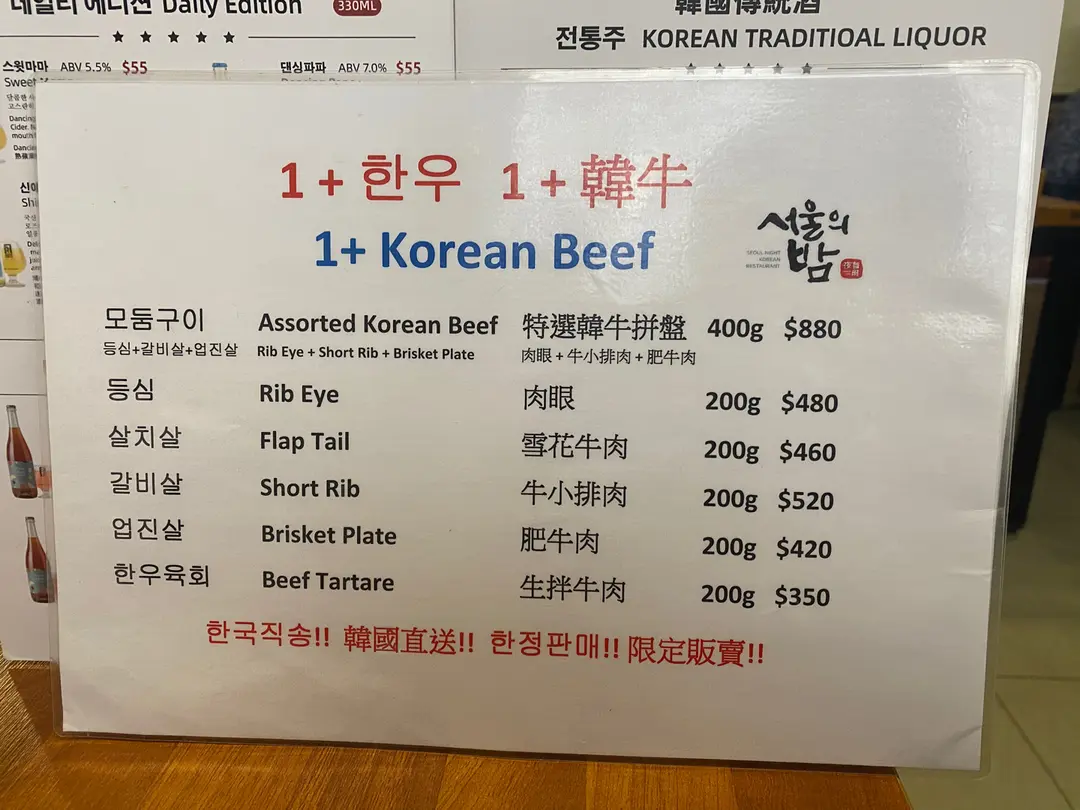 데일리 에디션 Daily Edition 330ML
스윗마마 ABV 5.5% $55
댄싱파파 ABV 7.0% $55
韓國傳統酒
전통주 KOREAN TRADITIOAL LIQUOR
1 + 한우 1 + 韓牛
1+ Korean Beef
서울의
밤
SEOUL NIGHT
KOREAN
RESTAURANT
모둠구이 Assorted Korean Beef 特選韓牛拼盤 400g $880
등심+갈비살+업진살 Rib Eye + Short Rib + Brisket Plate 肉眼 + 牛小排肉 + 肥牛肉
등심 Rib Eye 肉眼 200g $480
살치살 Flap Tail 雪花牛肉 200g $460
갈비살 Short Rib 牛小排肉 200g $520
업진살 Brisket Plate 肥牛肉 200g $420
한우육회 Beef Tartare 生拌牛肉 200g $350
한국직송!! 韓國直送!! 한정판매!! 限定販賣!!